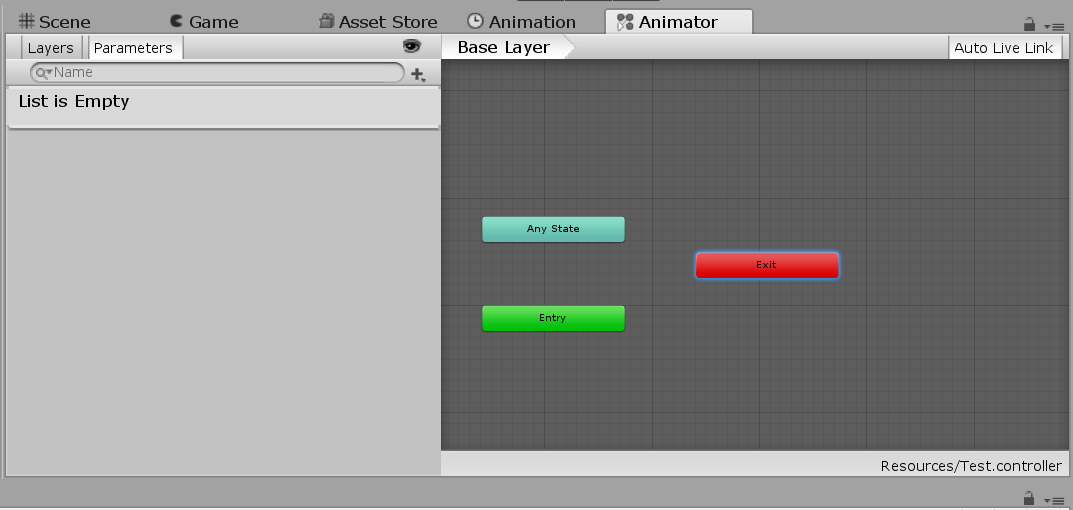 Scene Game Asset Store Animation Animator
Layers Parameters Base Layer Auto Live Link
Name
List is Empty
Any State
Exit
Entry
Resources/Test.controller